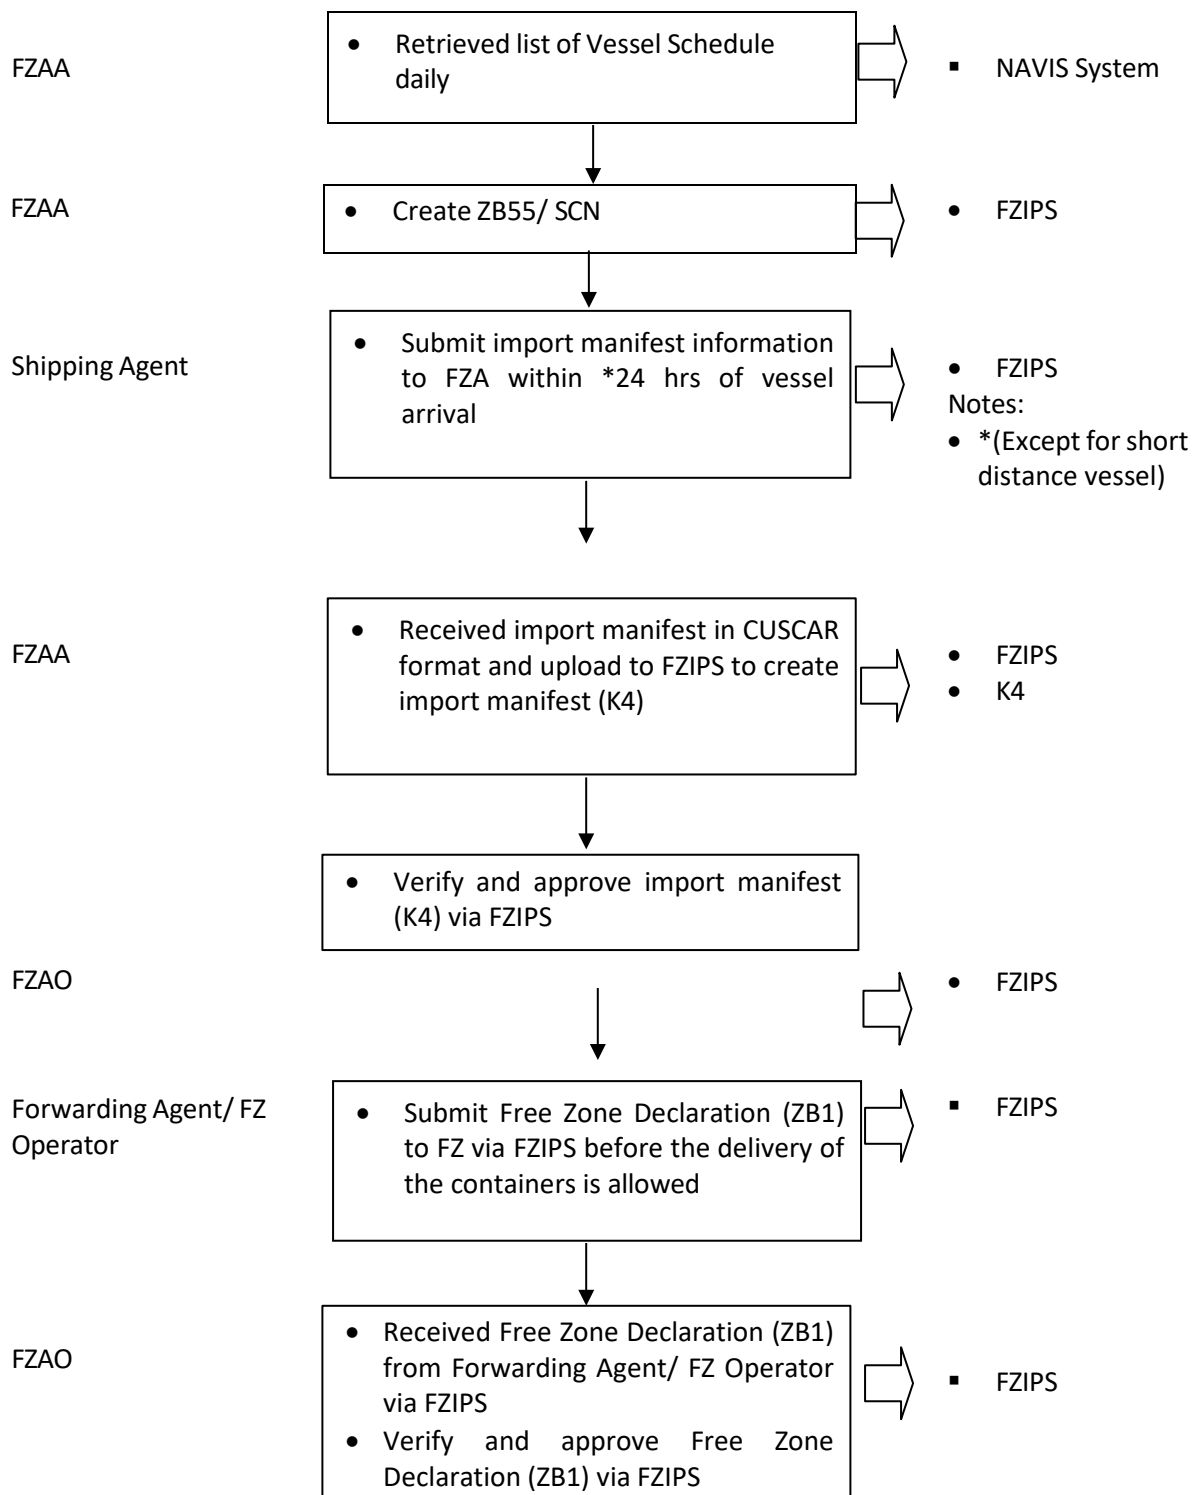 FZAA
• Retrieved list of Vessel Schedule
daily
▪ NAVIS System
FZAA
• Create ZB55/ SCN
• FZIPS
Shipping Agent
• Submit import manifest information
to FZA within *24 hrs of vessel
arrival
• FZIPS
Notes:
• *(Except for short
distance vessel)
FZAA
• Received import manifest in CUSCAR
format and upload to FZIPS to create
import manifest (K4)
• FZIPS
• K4
• Verify and approve import manifest
(K4) via FZIPS
FZAO
• FZIPS
Forwarding Agent/ FZ
Operator
• Submit Free Zone Declaration (ZB1)
to FZ via FZIPS before the delivery of
the containers is allowed
▪ FZIPS
FZAO
• Received Free Zone Declaration (ZB1)
from Forwarding Agent/ FZ Operator
via FZIPS
• Verify and approve Free Zone
Declaration (ZB1) via FZIPS
▪ FZIPS